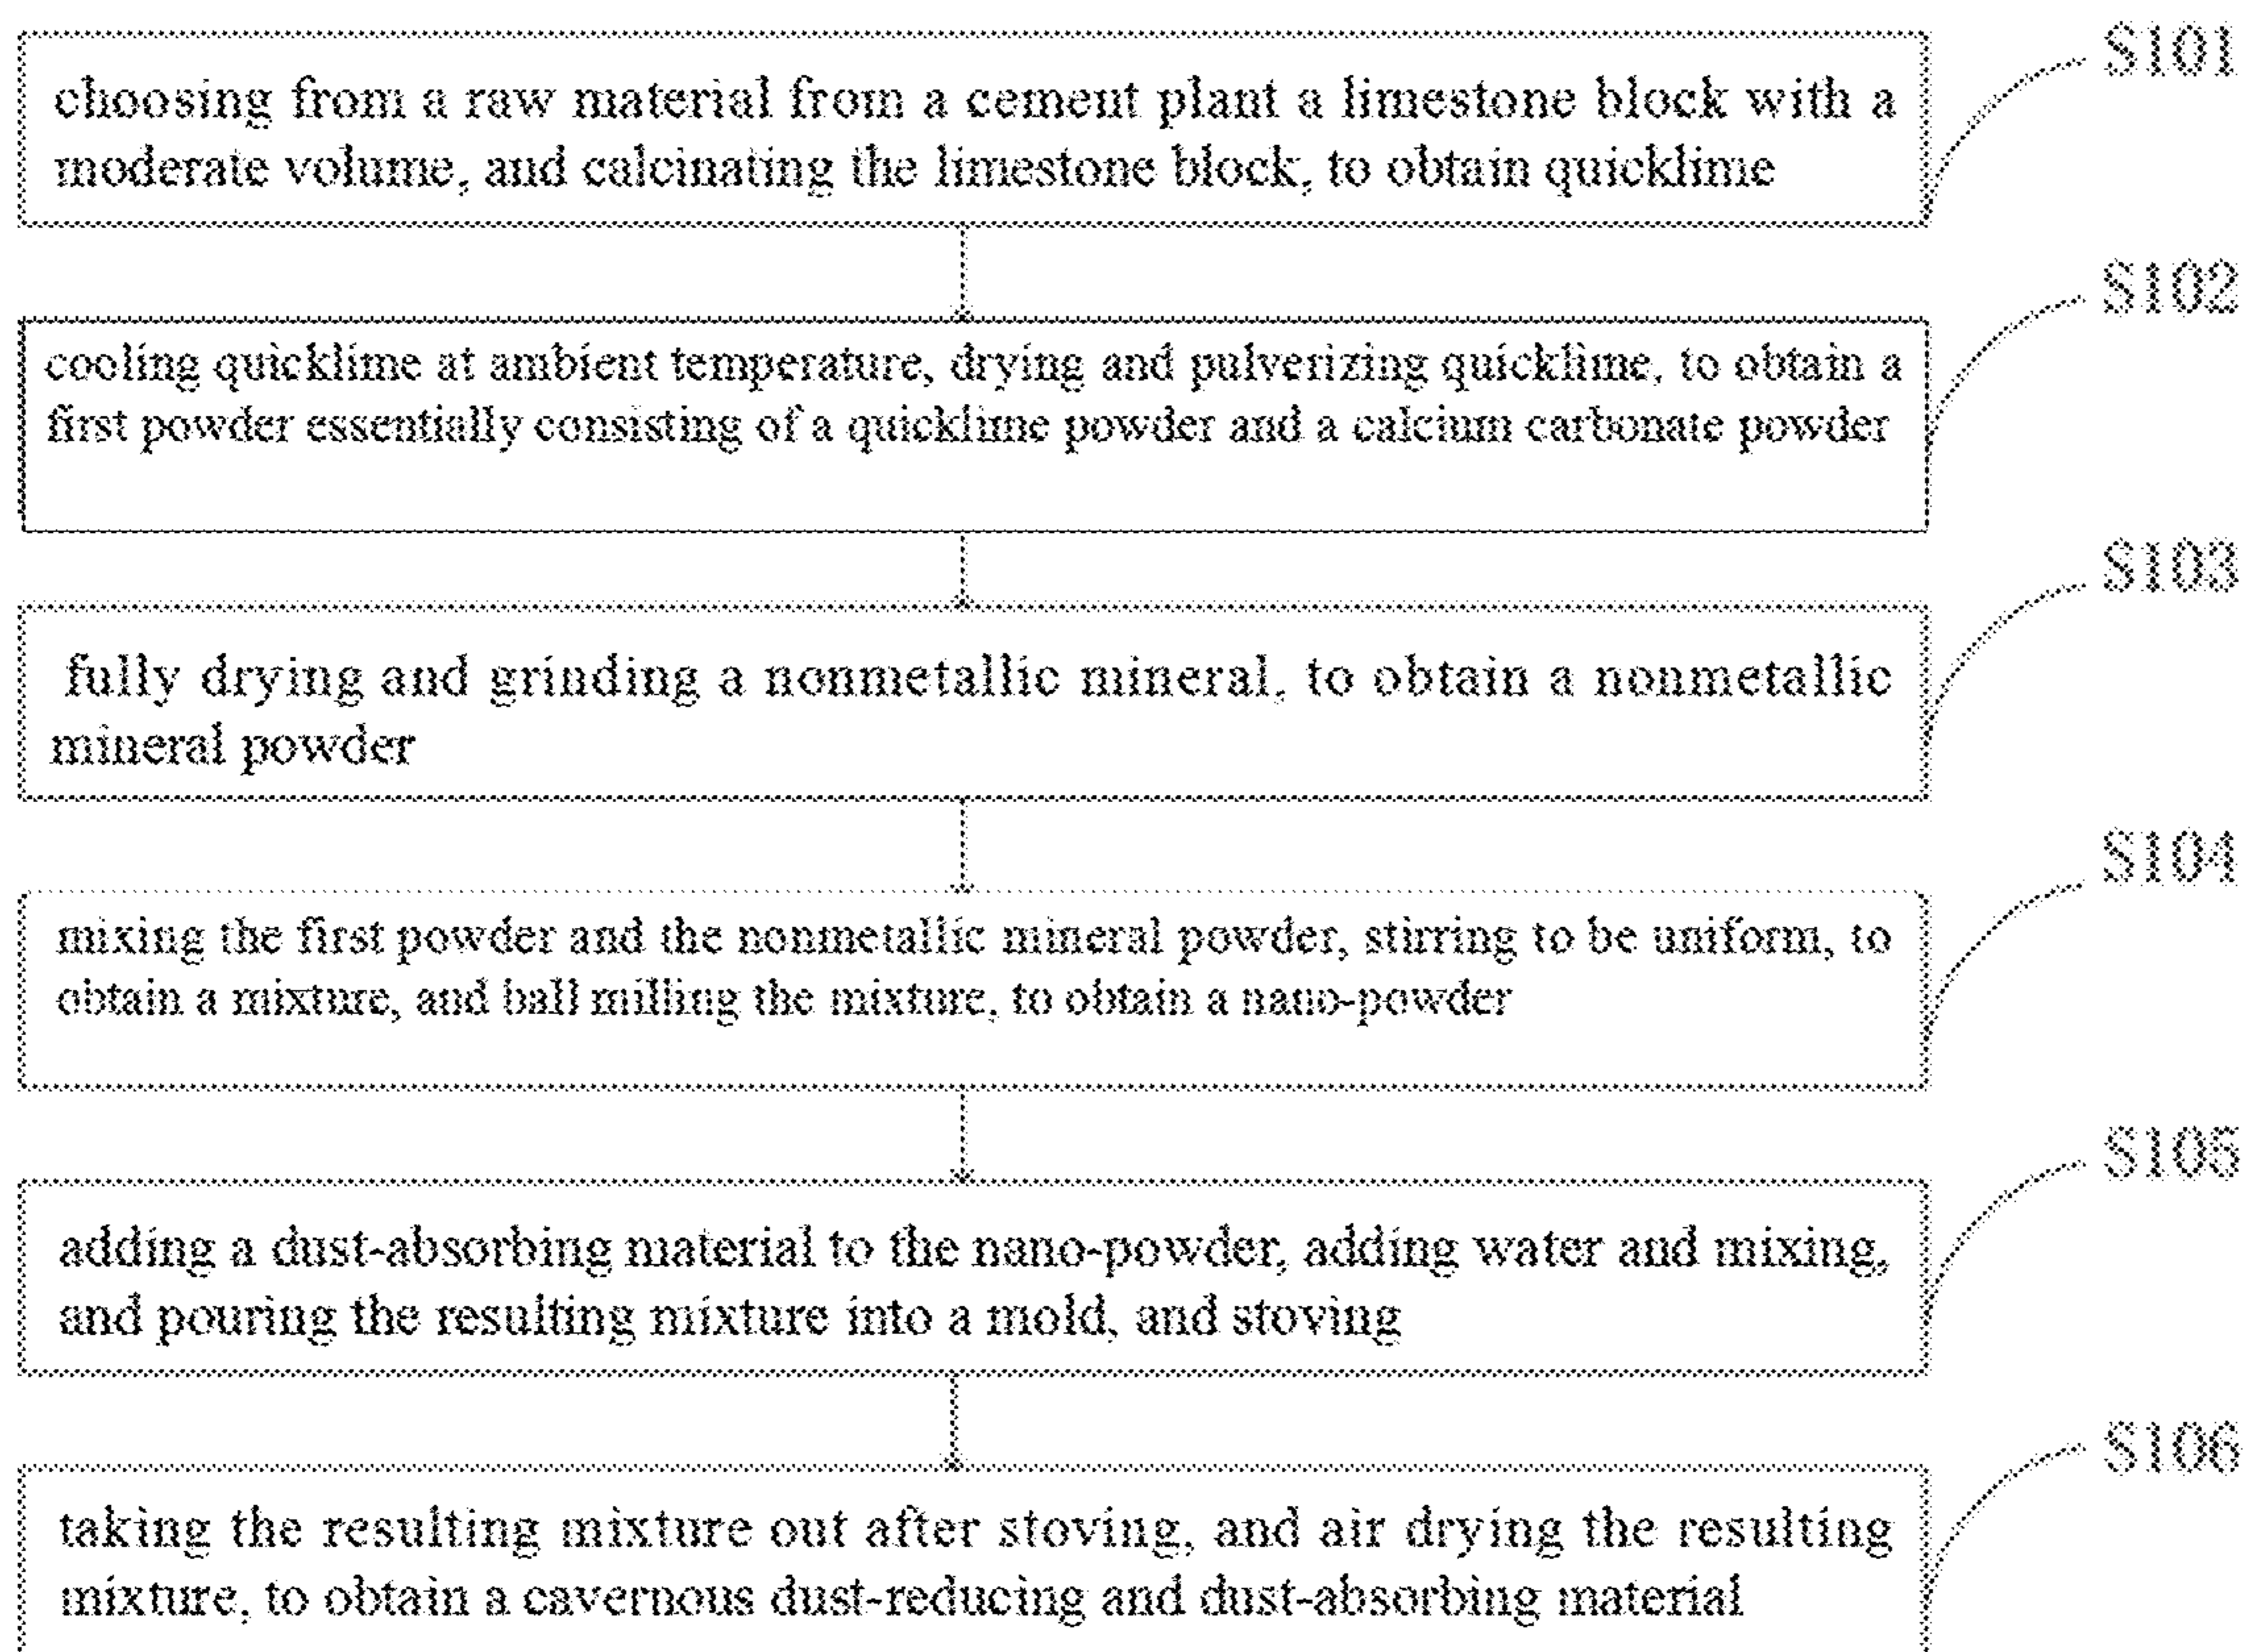 S101
choosing from a raw material from a cement plant a limestone block with a
moderate volume, and calcinating the limestone block, to obtain quicklime
S102
cooling quicklime at ambient temperature, drying and pulverizing quicklime, to obtain a
first powder essentially consisting of a quicklime powder and a calcium carbonate powder
S103
fully drying and grinding a nonmetallic mineral, to obtain a nonmetallic
mineral powder
S104
mixing the first powder and the nonmetallic mineral powder, stirring to be uniform, to
obtain a mixture, and ball milling the mixture, to obtain a nano-powder
S105
adding a dust-absorbing material to the nano-powder, adding water and mixing,
and pouring the resulting mixture into a mold, and stoving
S106
taking the resulting mixture out after stoving, and air drying the resulting
mixture, to obtain a cavernous dust-reducing and dust-absorbing material